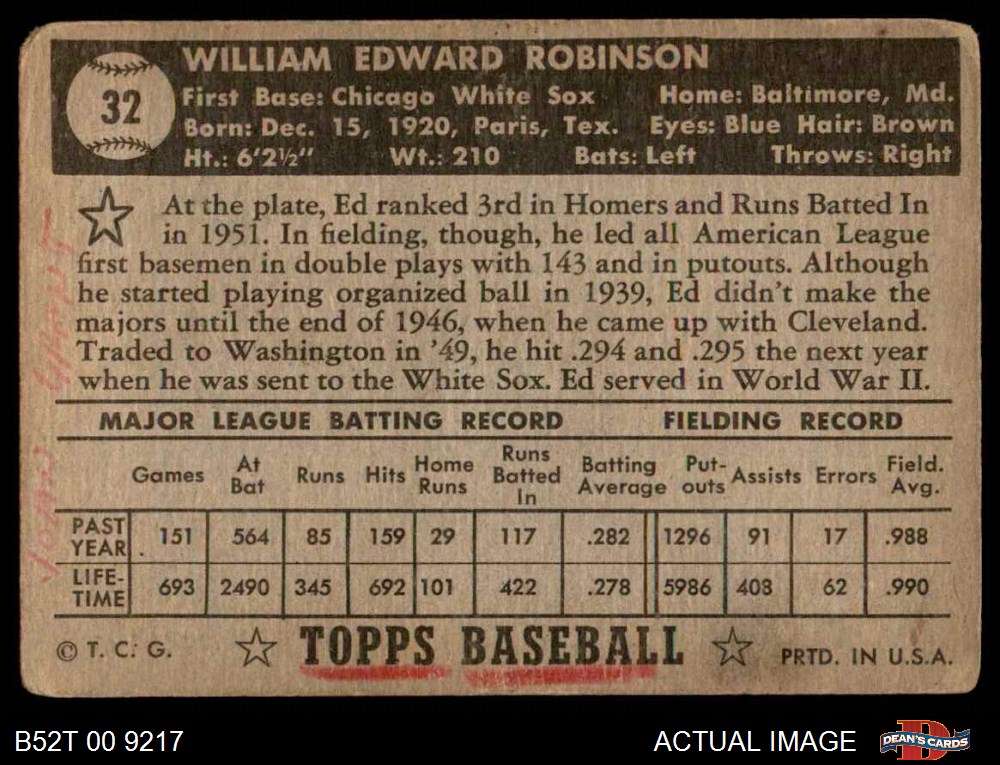 WILLIAM EDWARD ROBINSON
32
First Base: Chicago White Sox Home: Baltimore, Md.
Born: Dec. 15, 1920, Paris, Tex. Eyes: Blue Hair: Brown
Ht.: 6'2½" Wt.: 210 Bats: Left Throws: Right
At the plate, Ed ranked 3rd in Homers and Runs Batted In
in 1951. In fielding, though, he led all American League
first basemen in double plays with 143 and in putouts. Although
he started playing organized ball in 1939, Ed didn't make the
majors until the end of 1946, when he came up with Cleveland.
Traded to Washington in '49, he hit .294 and .295 the next year
when he was sent to the White Sox. Ed served in World War II.
MAJOR LEAGUE BATTING RECORD FIELDING RECORD
Games At Bat Runs Hits Home Runs Runs Batted In Batting Average Put-outs Assists Errors Field. Avg.
PAST YEAR 151 564 85 159 29 117 .282 1296 91 17 .988
LIFE-TIME 693 2490 345 692 101 422 .278 5986 408 62 .990
© T. C. G. TOPPS BASEBALL PRTD. IN U.S.A.
B52T 00 9217 ACTUAL IMAGE DEAN'S CARDS